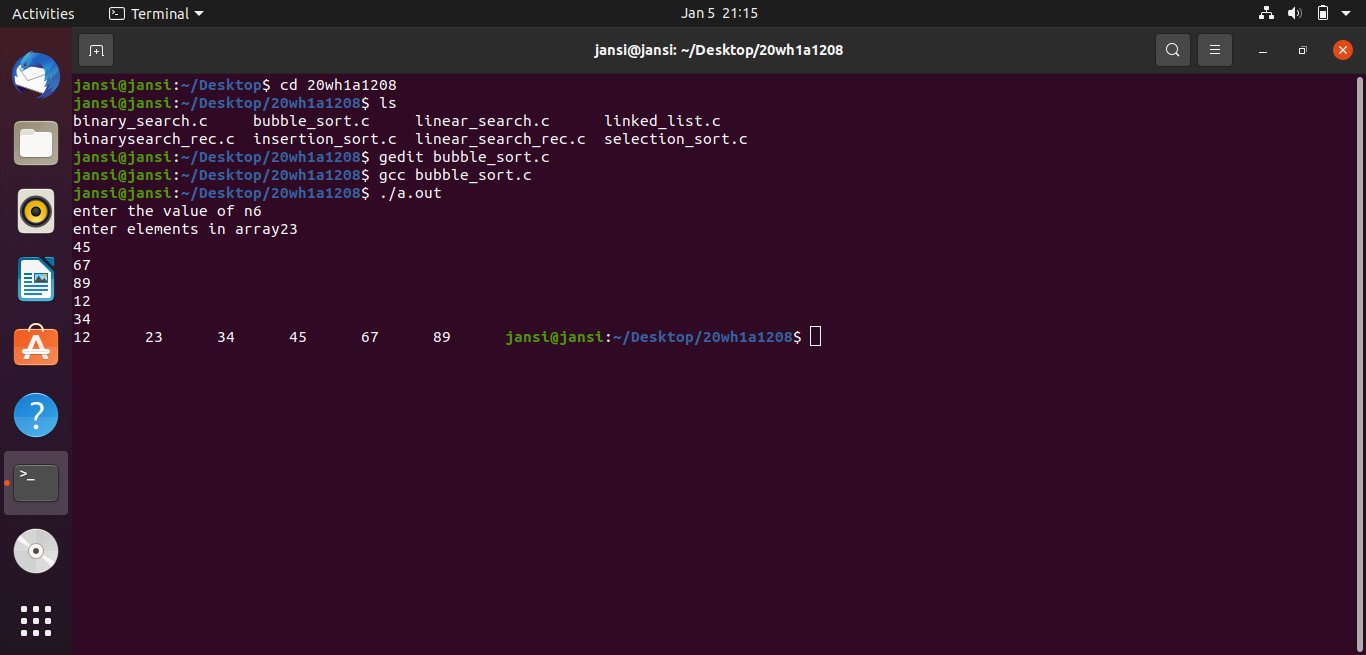 Activities Terminal Jan 5 21:15
jansi@jansi: ~/Desktop/20wh1a1208
jansi@jansi:~/Desktop$ cd 20wh1a1208
jansi@jansi:~/Desktop/20wh1a1208$ ls
binary_search.c bubble_sort.c linear_search.c linked_list.c
binarysearch_rec.c insertion_sort.c linear_search_rec.c selection_sort.c
jansi@jansi:~/Desktop/20wh1a1208$ gedit bubble_sort.c
jansi@jansi:~/Desktop/20wh1a1208$ gcc bubble_sort.c
jansi@jansi:~/Desktop/20wh1a1208$ ./a.out
enter the value of n6
enter elements in array23
45
67
89
12
34
12 23 34 45 67 89 jansi@jansi:~/Desktop/20wh1a1208$